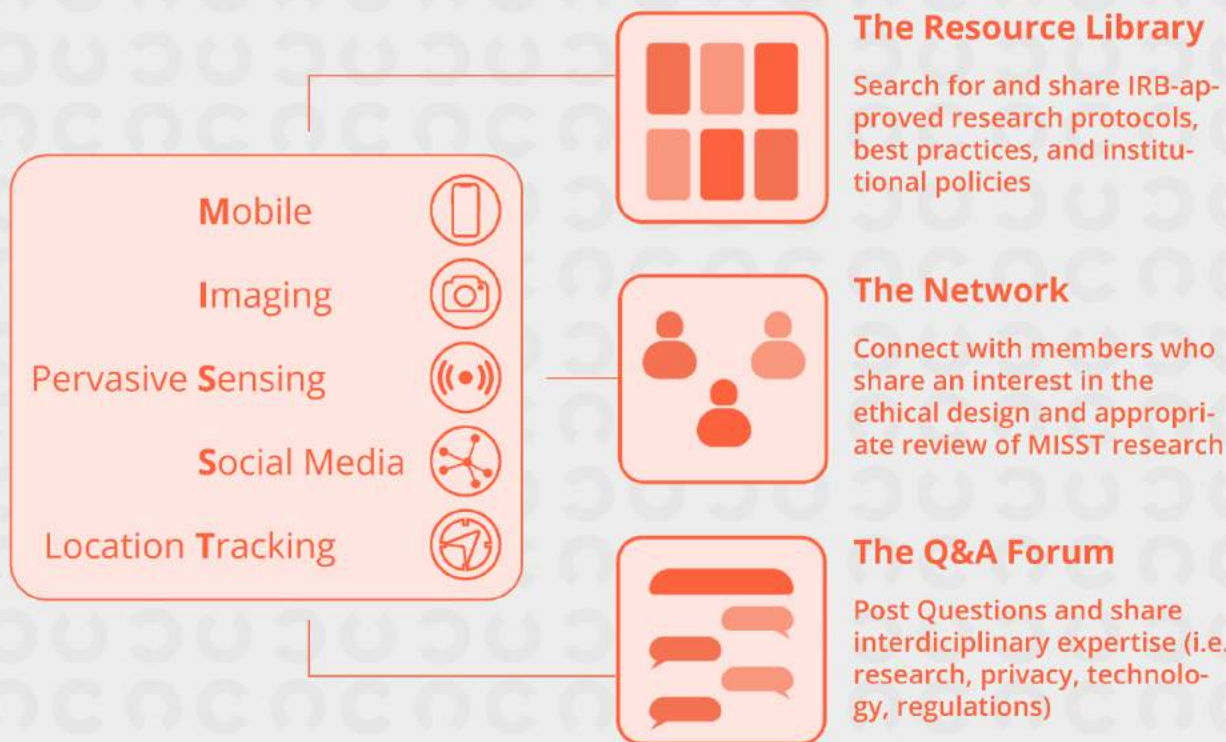 Mobile
Imaging
Pervasive Sensing
Social Media
Location Tracking
The Resource Library
Search for and share IRB-ap-
proved research protocols,
best practices, and institu-
tional policies
The Network
Connect with members who
share an interest in the
ethical design and appropri-
ate review of MISST research
The Q&A Forum
Post Questions and share
interdiciplinary expertise (i.e.
research, privacy, technolo-
gy, regulations)